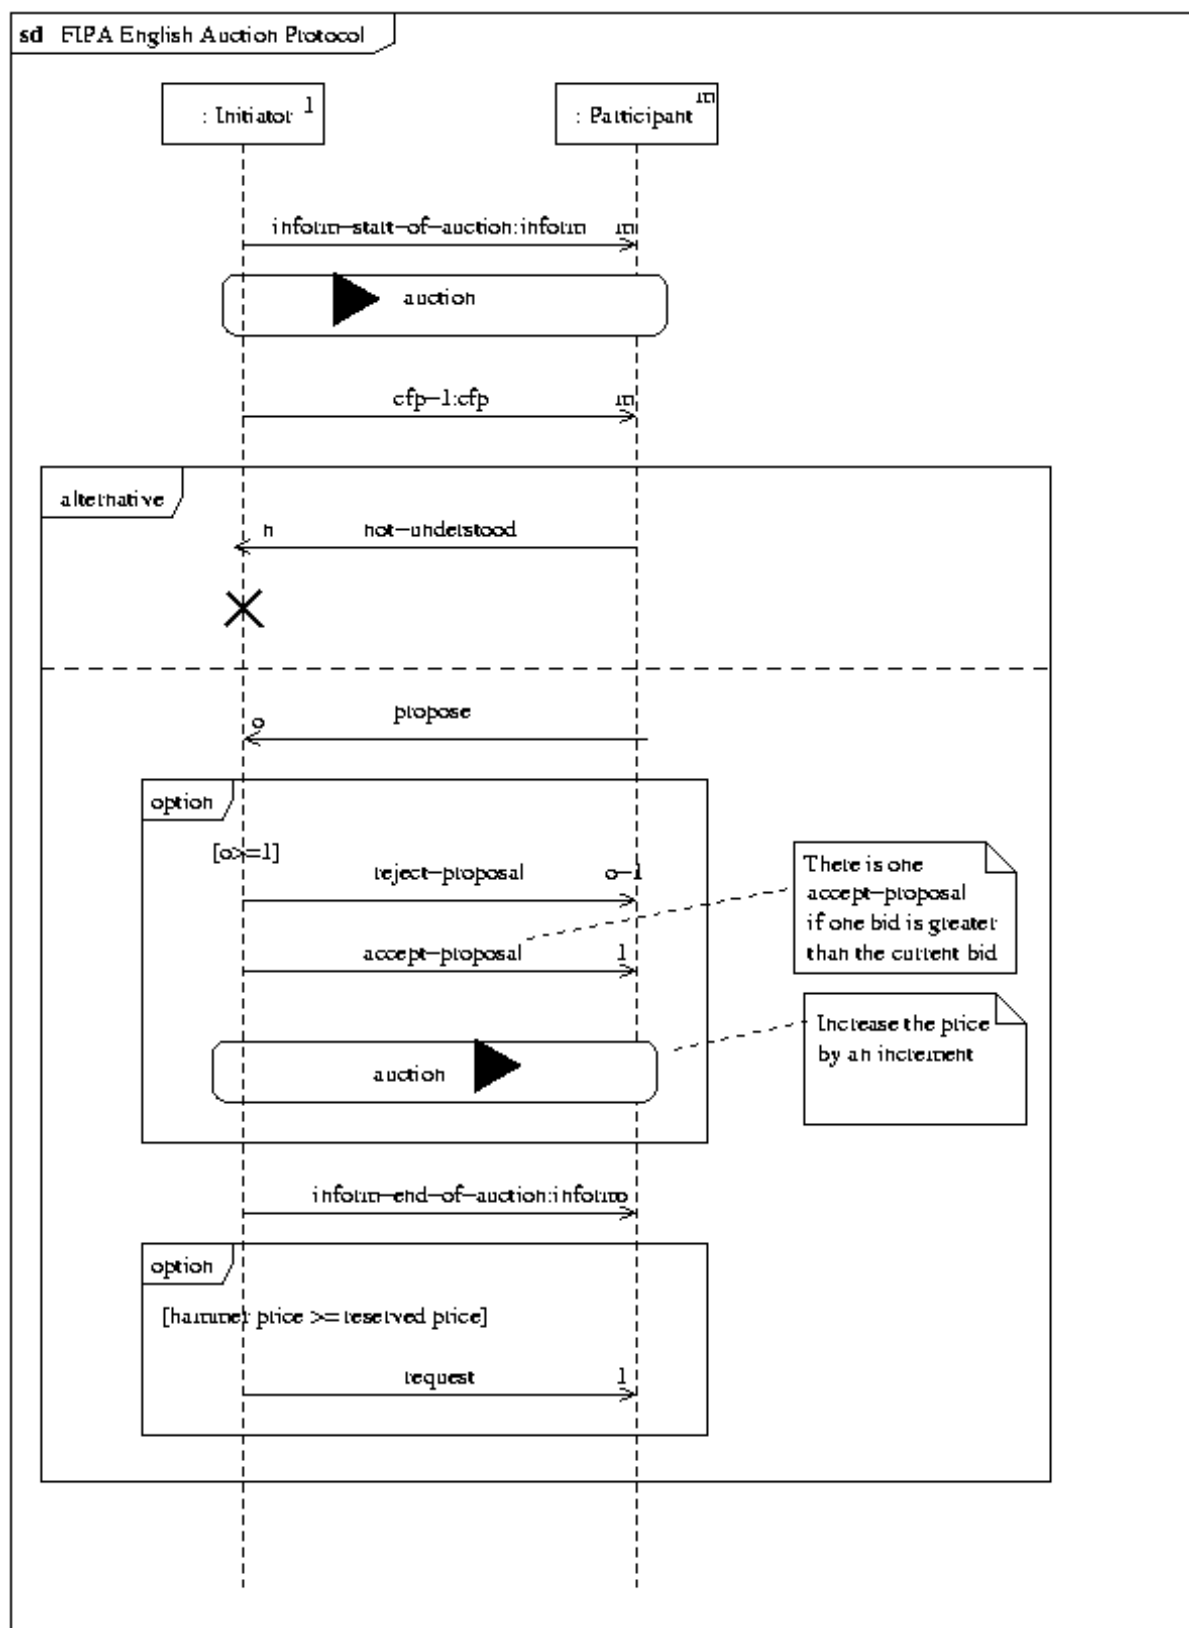 sd FIPA English Auction Protocol
: Initiator 1
: Participant m
inform-start-of-auction:inform m
auction
cfp-1:cfp m
alternative
n not-understood
propose
o
option
[o>=1]
reject-proposal o-1
accept-proposal 1
There is one
accept-proposal
if one bid is greater
than the current bid
auction
Increase the price
by an increment
inform-end-of-auction:inform o
option
[hammer price >= reserved price]
request 1